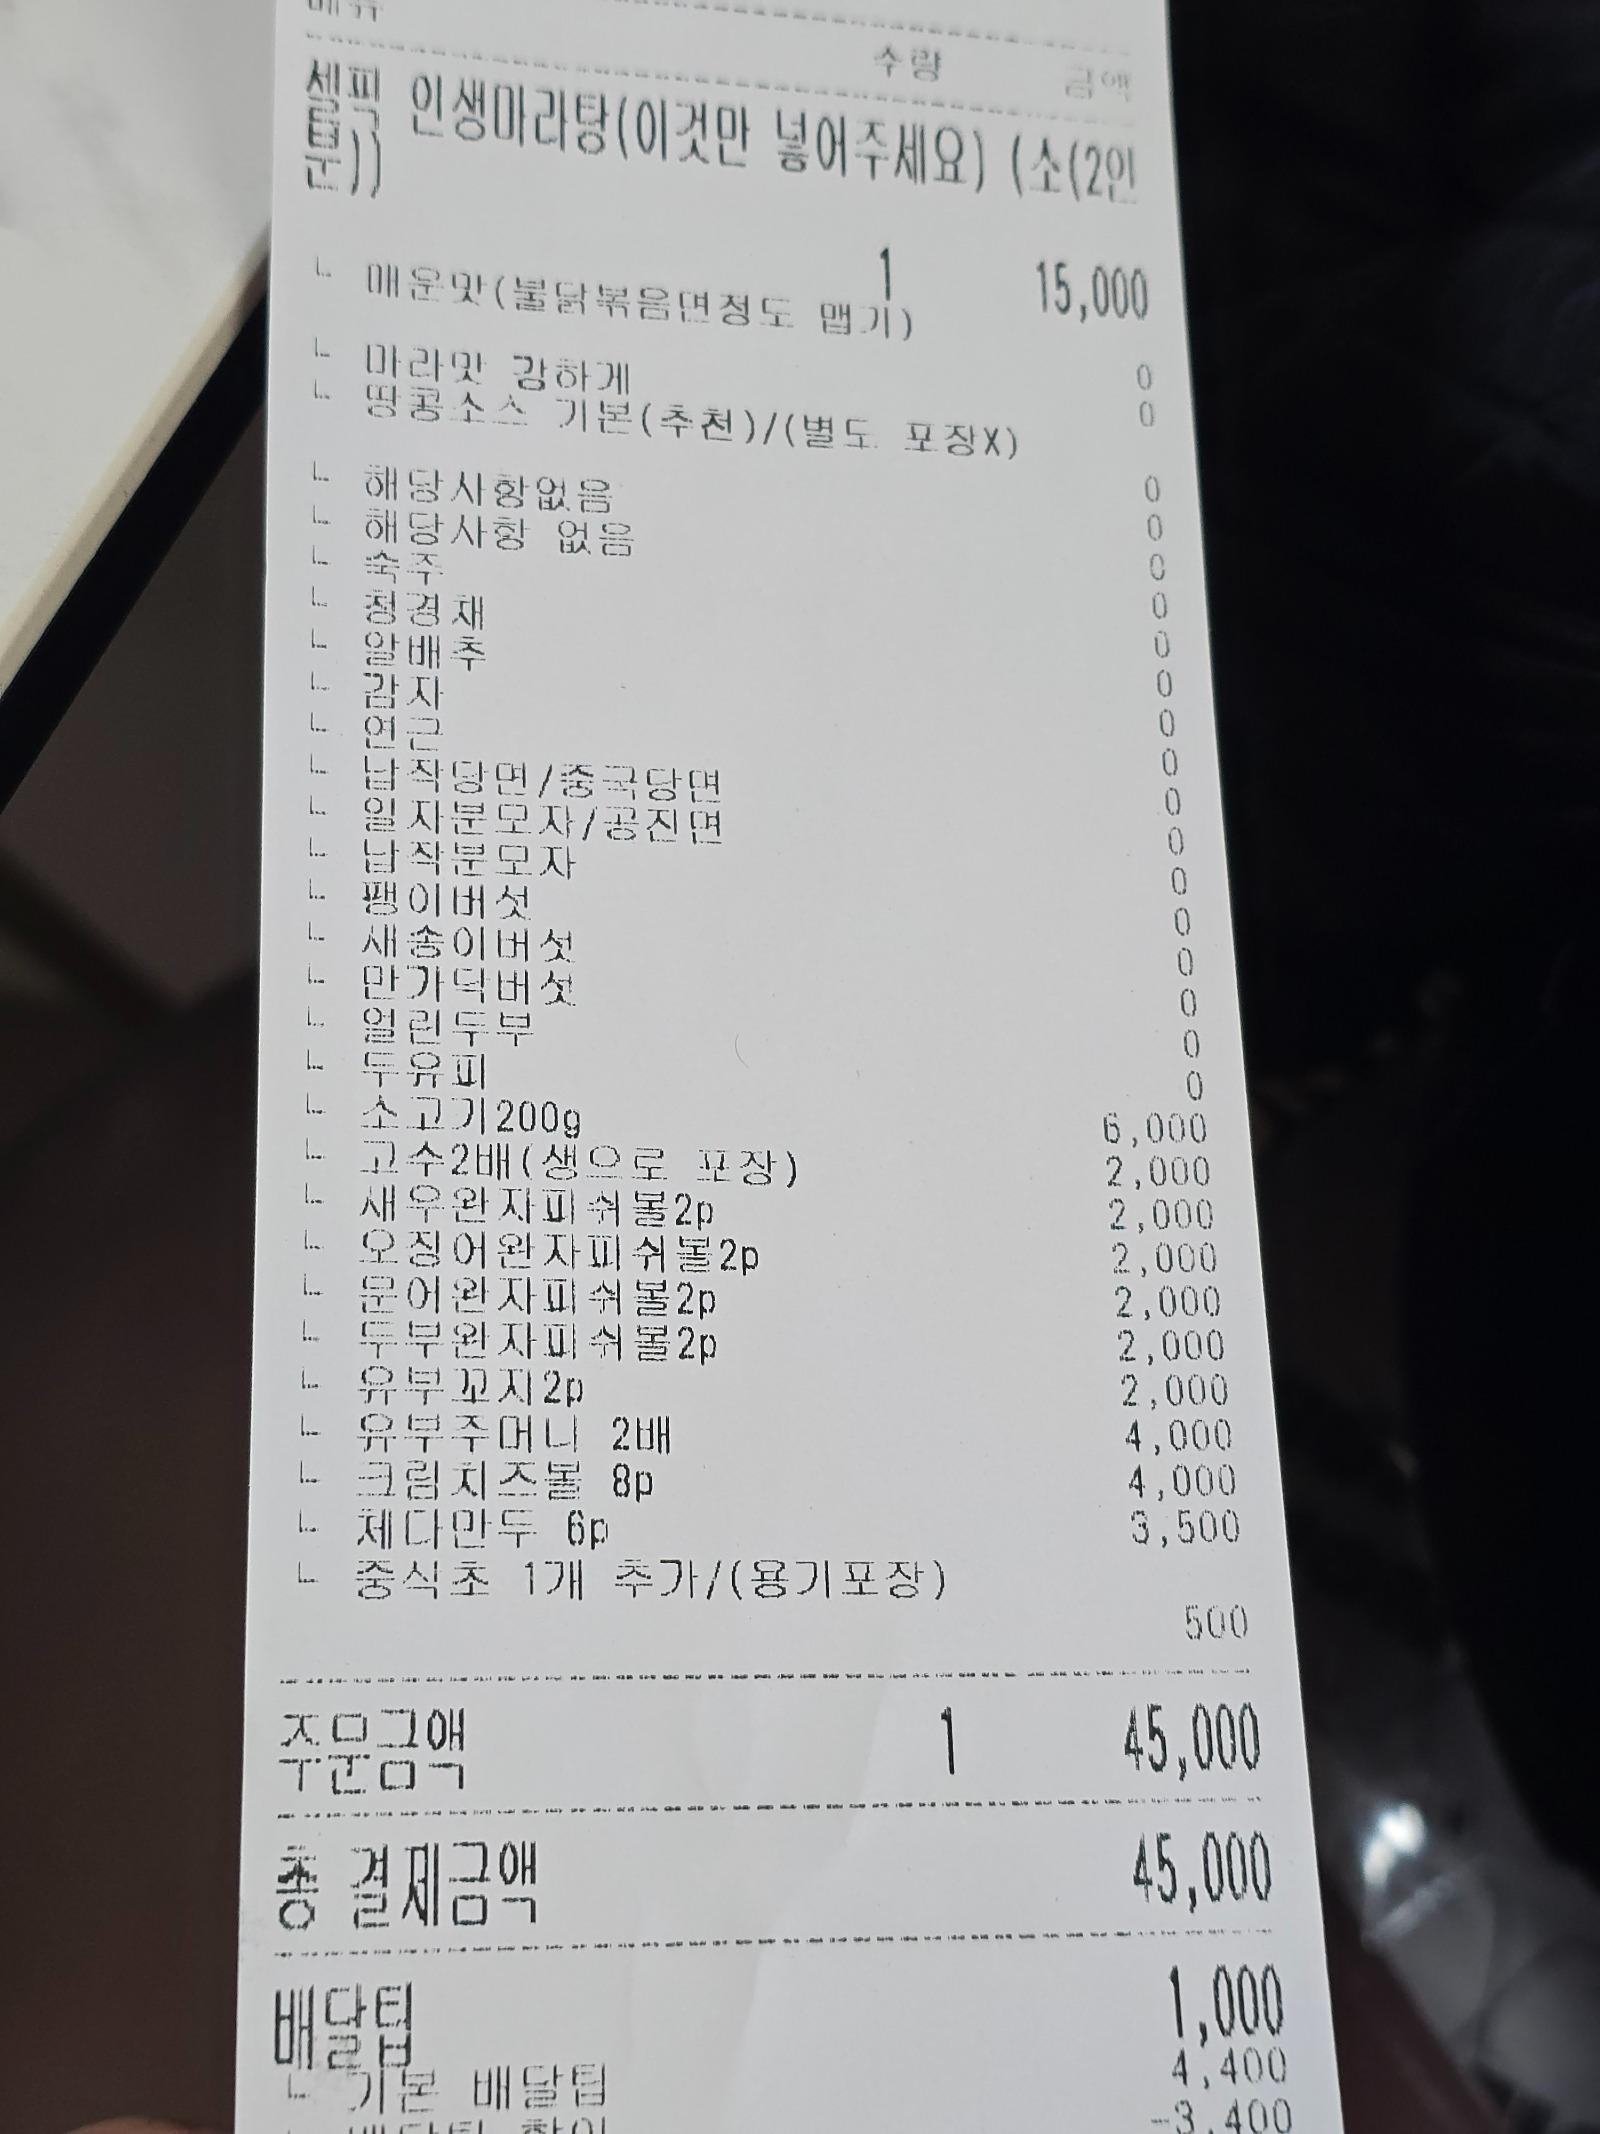 메뉴 수량 금액
셀픽 인생마라탕(이것만 넣어주세요) (소(2인
분))
1 15,000
ㄴ 매운맛(불닭볶음면정도 맵기)
0
ㄴ 마라맛 강하게 0
ㄴ 땅콩소스 기본(추천)/(별도 포장X)
0
ㄴ 해당사항없음 0
ㄴ 해당사항 없음 0
ㄴ 숙주 0
ㄴ 청경채 0
ㄴ 알배추 0
ㄴ 감자 0
ㄴ 연근 0
ㄴ 납작당면/중국당면 0
ㄴ 일자분모자/공진면 0
ㄴ 납작분모자 0
ㄴ 팽이버섯 0
ㄴ 새송이버섯 0
ㄴ 만가닥버섯 0
ㄴ 얼린두부 0
ㄴ 두유피 0
ㄴ 소고기200g 6,000
ㄴ 고수2배(생으로 포장) 2,000
ㄴ 새우완자피쉬볼2p 2,000
ㄴ 오징어완자피쉬볼2p 2,000
ㄴ 문어완자피쉬볼2p 2,000
ㄴ 두부완자피쉬볼2p 2,000
ㄴ 유부꼬지2p 2,000
ㄴ 유부주머니 2배 4,000
ㄴ 크림치즈볼 8p 4,000
ㄴ 체다만두 6p 3,500
ㄴ 중식초 1개 추가/(용기포장)
500
주문금액 1 45,000
총 결제금액 45,000
배달팁 1,000
ㄴ 기본 배달팁 4,400
ㄴ 배달팁 할인 -3,400